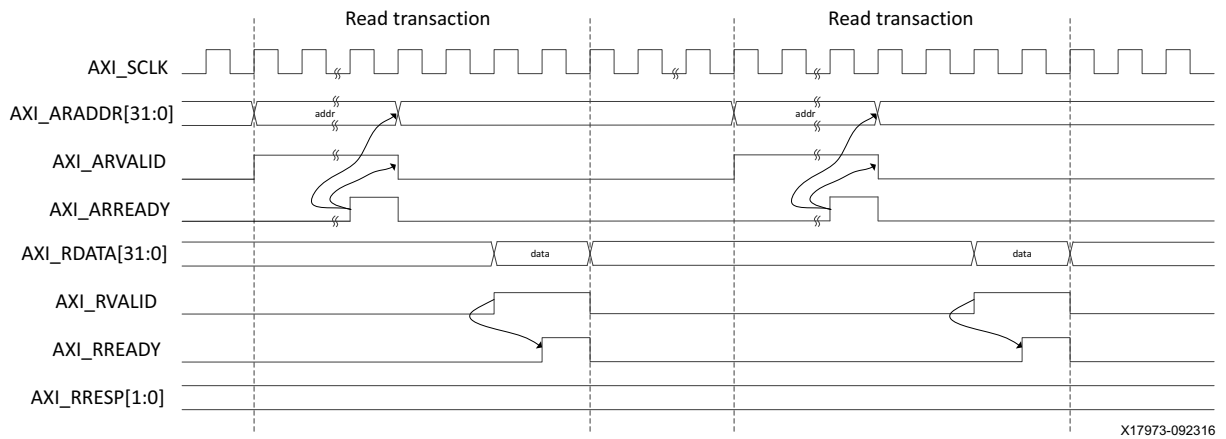 Read transaction Read transaction
AXI_SCLK
AXI_ARADDR[31:0] addr addr
AXI_ARVALID
AXI_ARREADY
AXI_RDATA[31:0] data data
AXI_RVALID
AXI_RREADY
AXI_RRESP[1:0]
X17973-092316